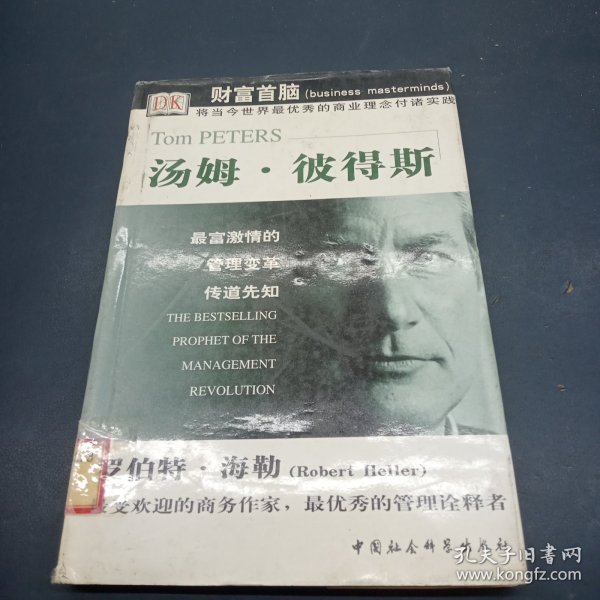 DK
财富首脑 (business masterminds)
将当今世界最优秀的商业理念付诸实践
Tom PETERS
汤姆·彼得斯
最富激情的
管理变革
传道先知
THE BESTSELLING
PROPHET OF THE
MANAGEMENT
REVOLUTION
罗伯特·海勒 (Robert Heller)
受欢迎的商务作家，最优秀的管理诠释者
中国社会科学出版社
孔夫子旧书网
www.kongfz.com